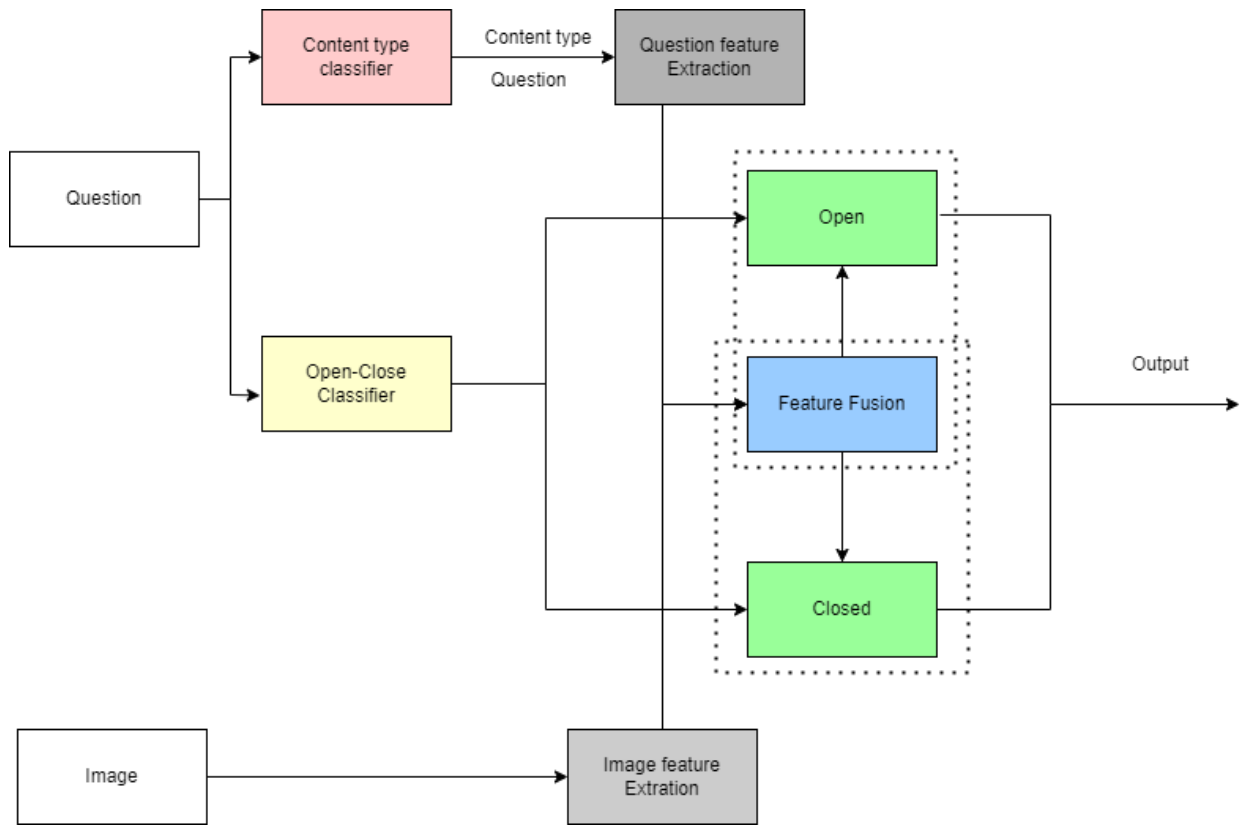 Content type
classifier
Content type
Question
Question feature
Extraction
Question
Open
Open-Close
Classifier
Feature Fusion
Output
Closed
Image
Image feature
Extration